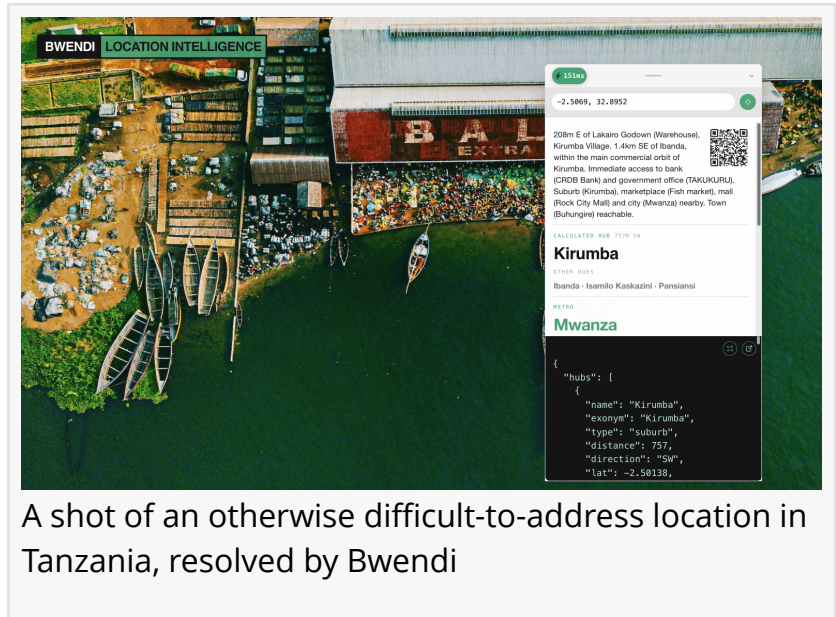 BWENDI LOCATION INTELLIGENCE
BAL
EXTRA
151ms
-2.5069, 32.8952
208m E of Lakairo Godown (Warehouse),
Kirumba Village. 1.4km SE of Ibanda,
within the main commercial orbit of
Kirumba. Immediate access to bank
(CRDB Bank) and government office (TAKUKURU).
Suburb (Kirumba), marketplace (Fish market), mall
(Rock City Mall) and city (Mwanza) nearby. Town
(Buhungire) reachable.
CALCULATED HUB 757M SW
Kirumba
OTHER HUBS
Ibanda · Isamilo Kaskazini · Pansiansi
METRO
Mwanza
{
"hubs": [
{
"name": "Kirumba",
"exonym": "Kirumba",
"type": "suburb",
"distance": 757,
"direction": "SW",
"lat": -2.50138,
A shot of an otherwise difficult-to-address location in
Tanzania, resolved by Bwendi